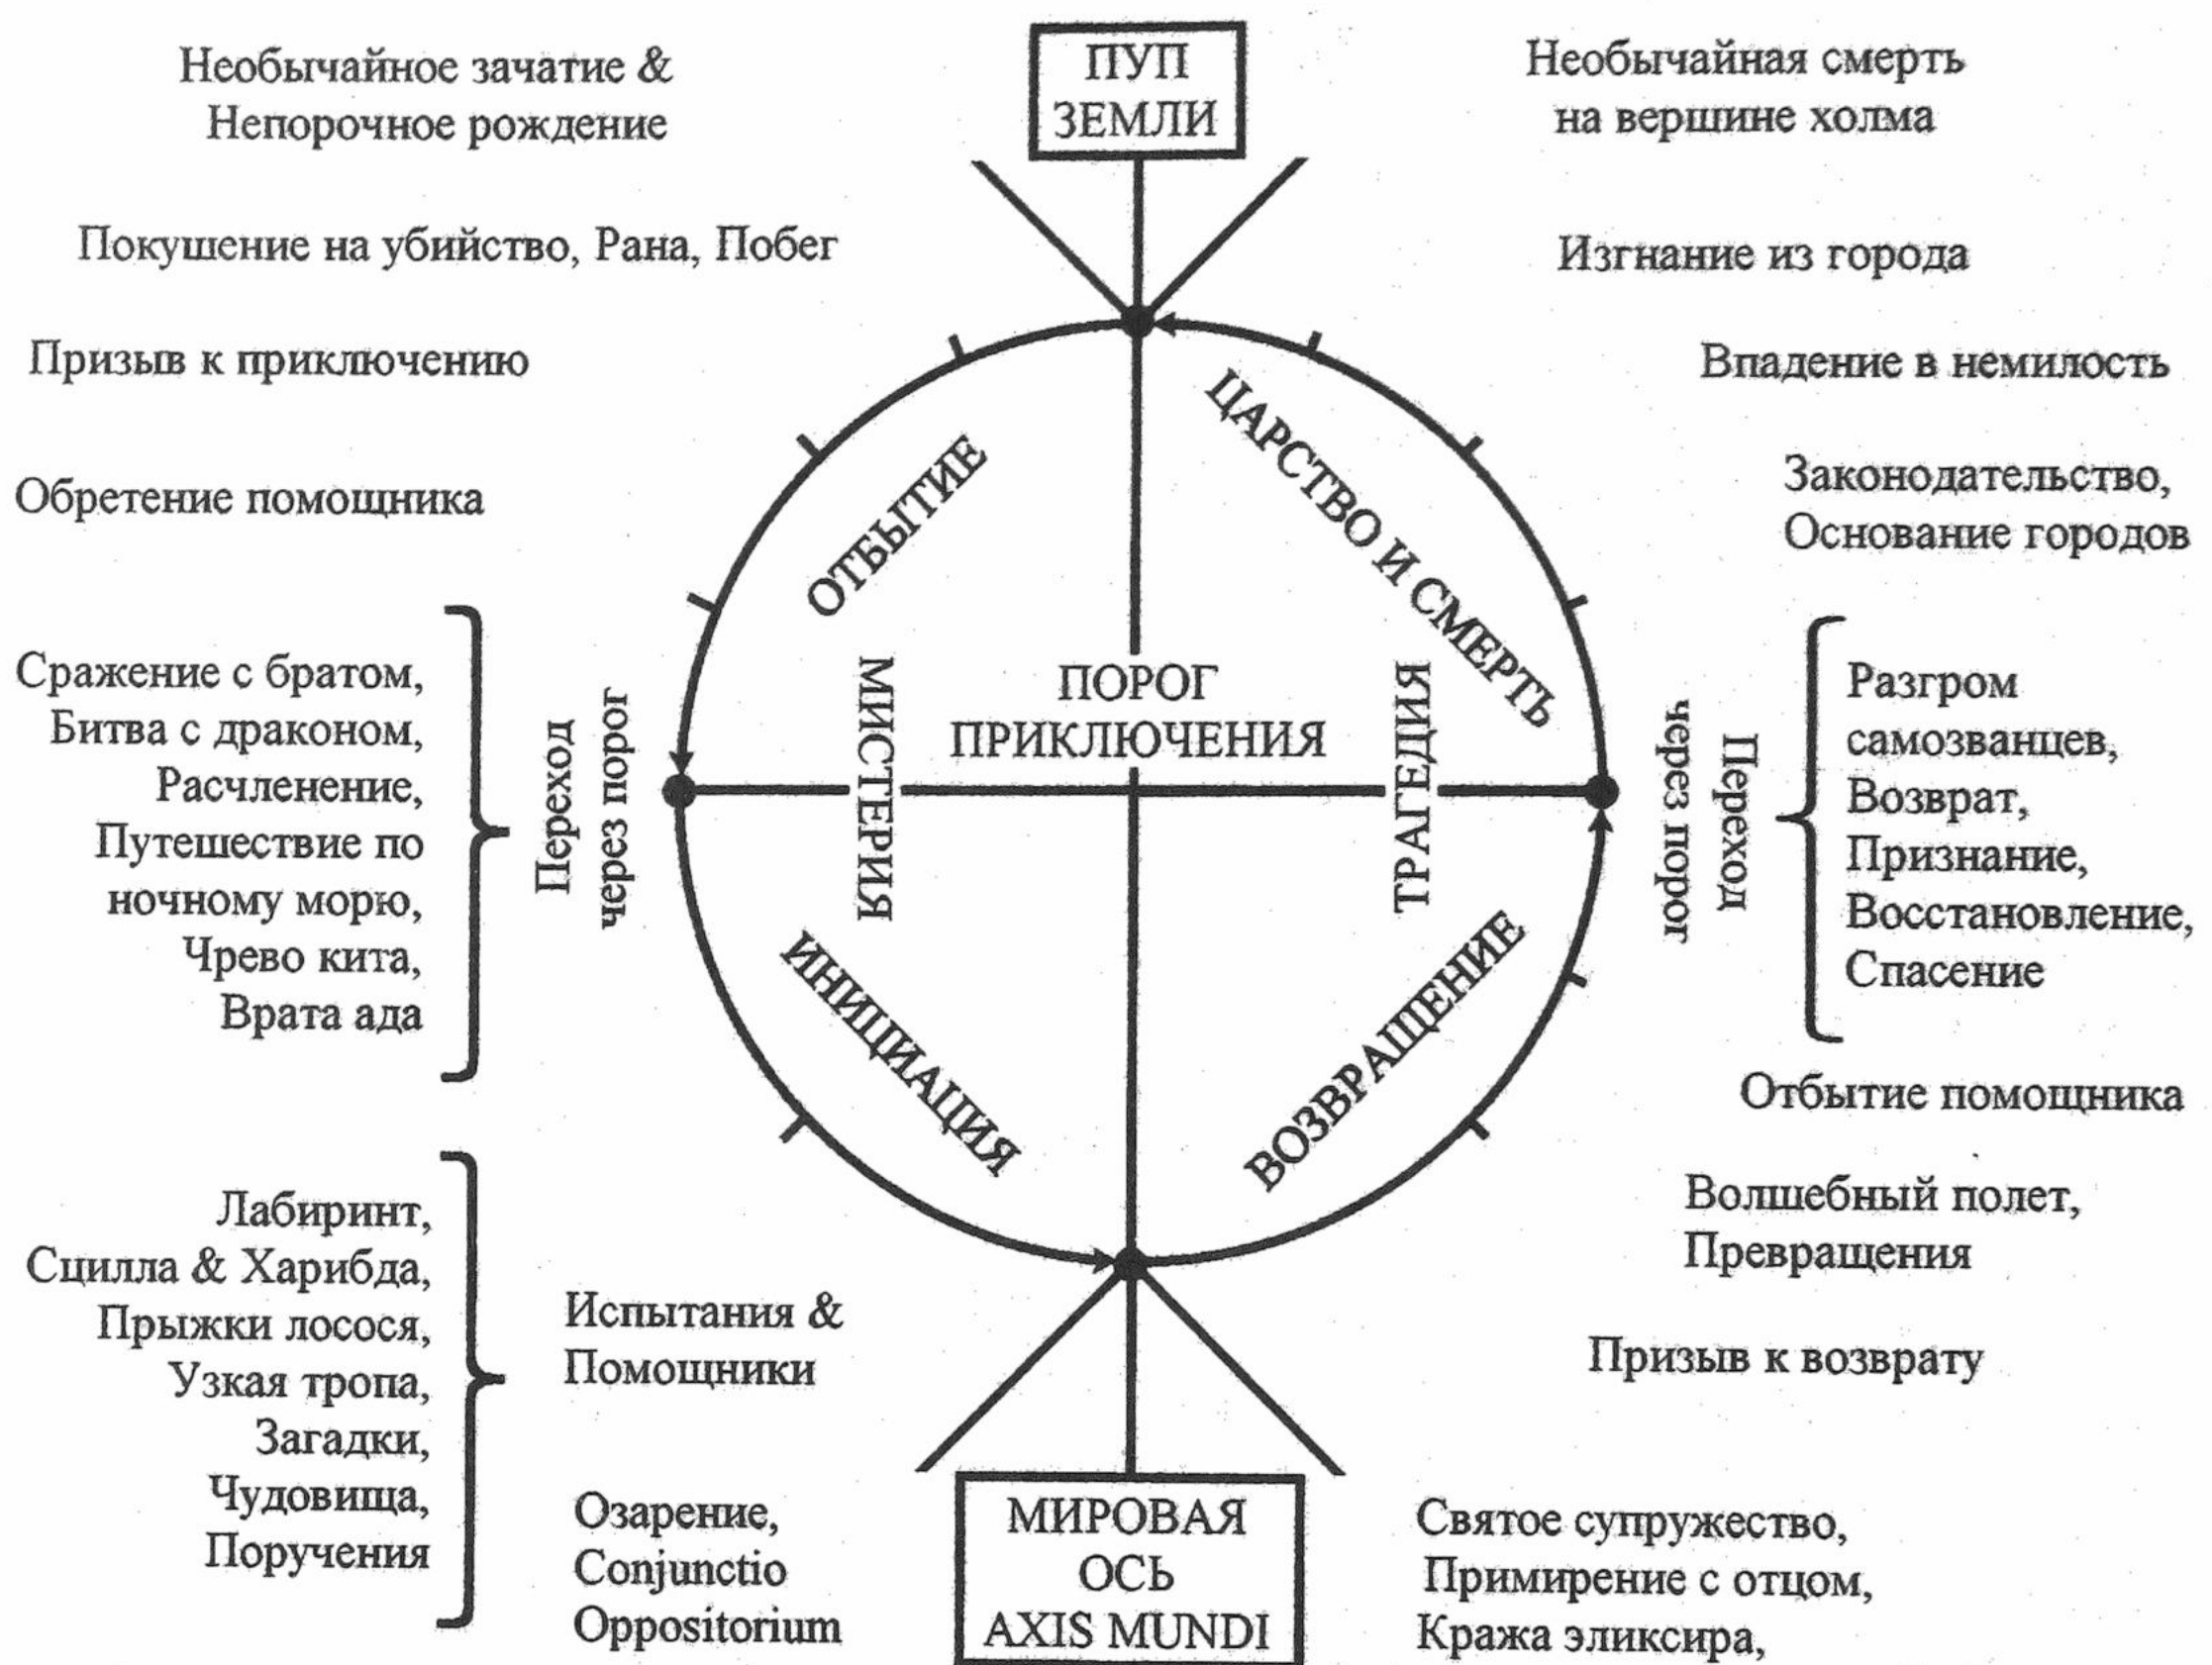 Необычайное зачатие &
Непорочное рождение
Покушение на убийство, Рана, Побег
Призыв к приключению
Обретение помощника
Сражение с братом,
Битва с драконом,
Расчленение,
Путешествие по
ночному морю,
Чрево кита,
Врата ада
Переход
через порог
Лабиринт,
Сцилла & Харибда,
Прыжки лосося,
Узкая тропа,
Загадки,
Чудовища,
Поручения
Испытания &
Помощники
Озарение,
Conjunctio
Oppositorium
ПУП
ЗЕМЛИ
ОТБЫТИЕ
ЦАРСТВО И СМЕРТЬ
МИСТЕРИЯ
ПОРОГ
ПРИКЛЮЧЕНИЯ
ТРАГЕДИЯ
ИНИЦИАЦИЯ
ВОЗВРАЩЕНИЕ
МИРОВАЯ
ОСЬ
AXIS MUNDI
Необычайная смерть
на вершине холма
Изгнание из города
Впадение в немилость
Законодательство,
Основание городов
Переход
через порог
Разгром
самозванцев,
Возврат,
Признание,
Восстановление,
Спасение
Отбытие помощника
Волшебный полет,
Превращения
Призыв к возврату
Святое супружество,
Примирение с отцом,
Кража эликсира,